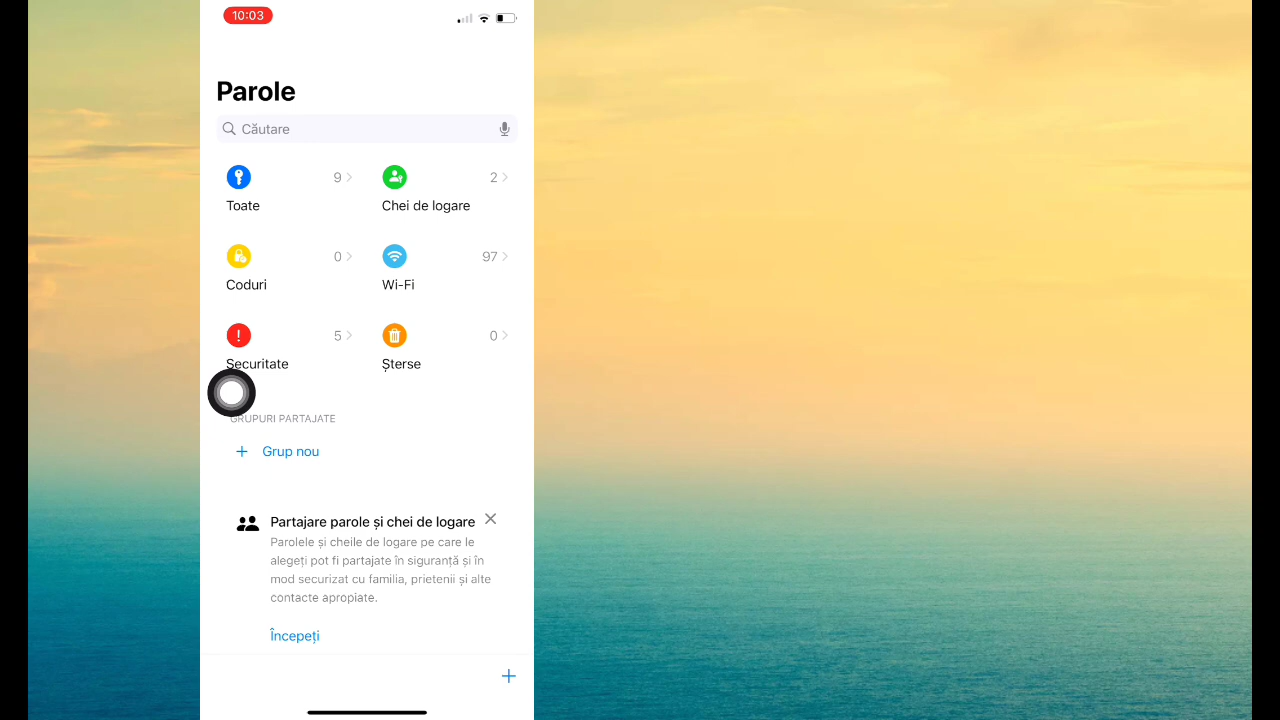 10:03
Parole
Căutare
9
2
Toate
Chei de logare
0
97
Coduri
Wi-Fi
5
0
Securitate
Șterse
GRUPURI PARTAJATE
+ Grup nou
Partajare parole și chei de logare
Parolele și cheile de logare pe care le
alegeți pot fi partajate în siguranță și în
mod securizat cu familia, prietenii și alte
contacte apropiate.
Începeți